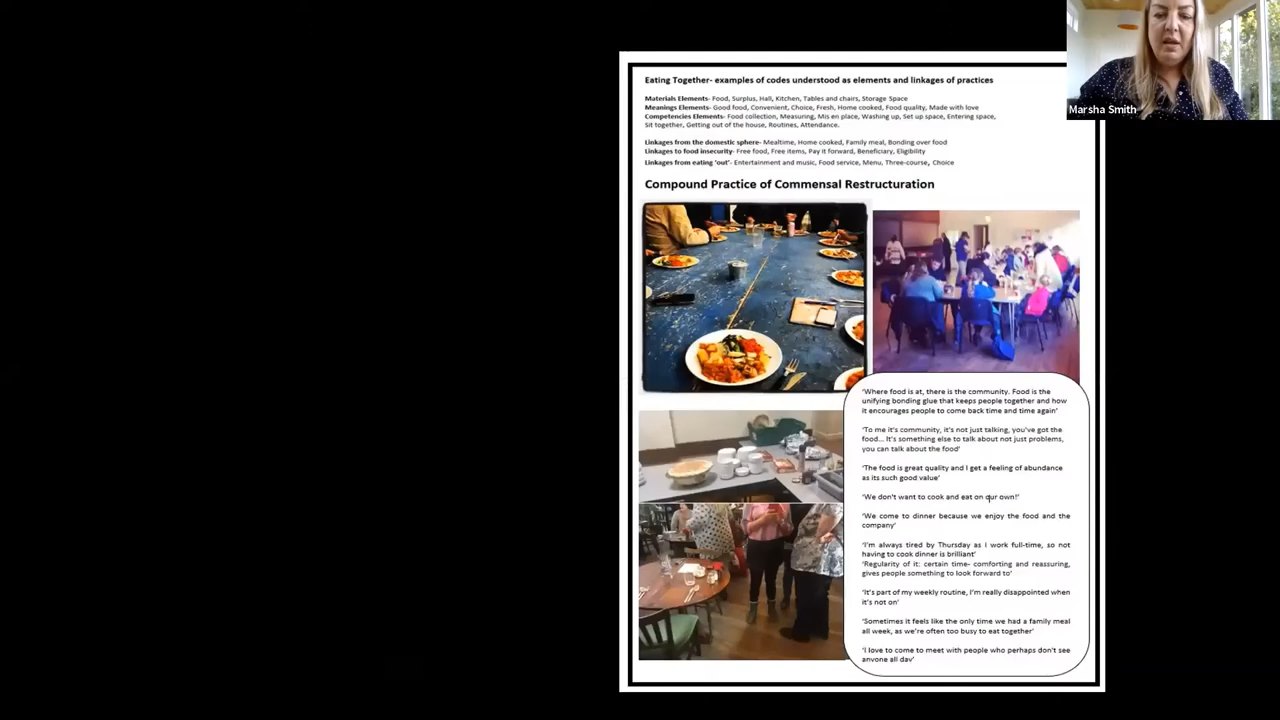 Marsha Smith
Eating Together- examples of codes understood as elements and linkages of practices
Materials Elements- Food, Surplus, Hall, Kitchen, Tables and chairs, Storage Space
Meanings Elements- Good food, Convenient, Choice, Fresh, Home cooked, Food quality, Made with love
Competencies Elements- Food collection, Measuring, Mis en place, Washing up, Set up space, Entering space,
Sit together, Getting out of the house, Routines, Attendance.
Linkages from the domestic sphere- Mealtime, Home cooked, Family meal, Bonding over food
Linkages to food insecurity- Free food, Free items, Pay it forward, Beneficiary, Eligibility
Linkages from eating 'out'- Entertainment and music, Food service, Menu, Three-course, Choice
Compound Practice of Commensal Restructuration
'Where food is at, there is the community. Food is the
unifying bonding glue that keeps people together and how
it encourages people to come back time and time again'
'To me it's community, it's not just talking, you've got the
food... It's something else to talk about not just problems,
you can talk about the food'
'The food is great quality and I get a feeling of abundance
as its such good value'
'We don't want to cook and eat on our own!'
'We come to dinner because we enjoy the food and the
company'
'I'm always tired by Thursday as I work full-time, so not
having to cook dinner is brilliant'
'Regularity of it: certain time- comforting and reassuring,
gives people something to look forward to'
'It's part of my weekly routine, I'm really disappointed when
it's not on'
'Sometimes it feels like the only time we had a family meal
all week, as we're often too busy to eat together'
'I love to come to meet with people who perhaps don't see
anyone all day'